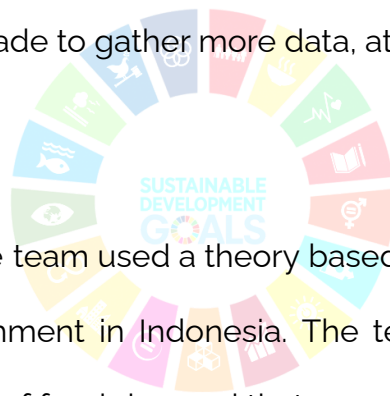 ade to gather more data, at
SUSTAINABLE
DEVELOPMENT
GOALS
team used a theory based
nment in Indonesia. The te